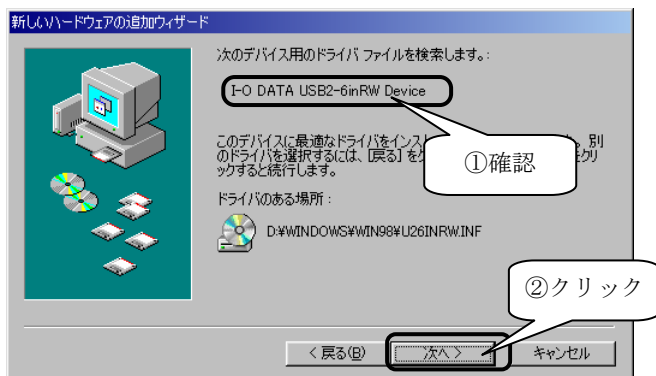 新しいハードウェアの追加ウィザード
次のデバイス用のドライバ ファイルを検索します。:
I-O DATA USB2-6inRW Device
このデバイスに最適なドライバをインスト 。別
のドライバを選択するには、[戻る] を をクリ
ックすると続行します。
①確認
ドライバのある場所:
D:¥WINDOWS¥WIN98¥U26INRW.INF
②クリック
< 戻る(B)
次へ >
キャンセル